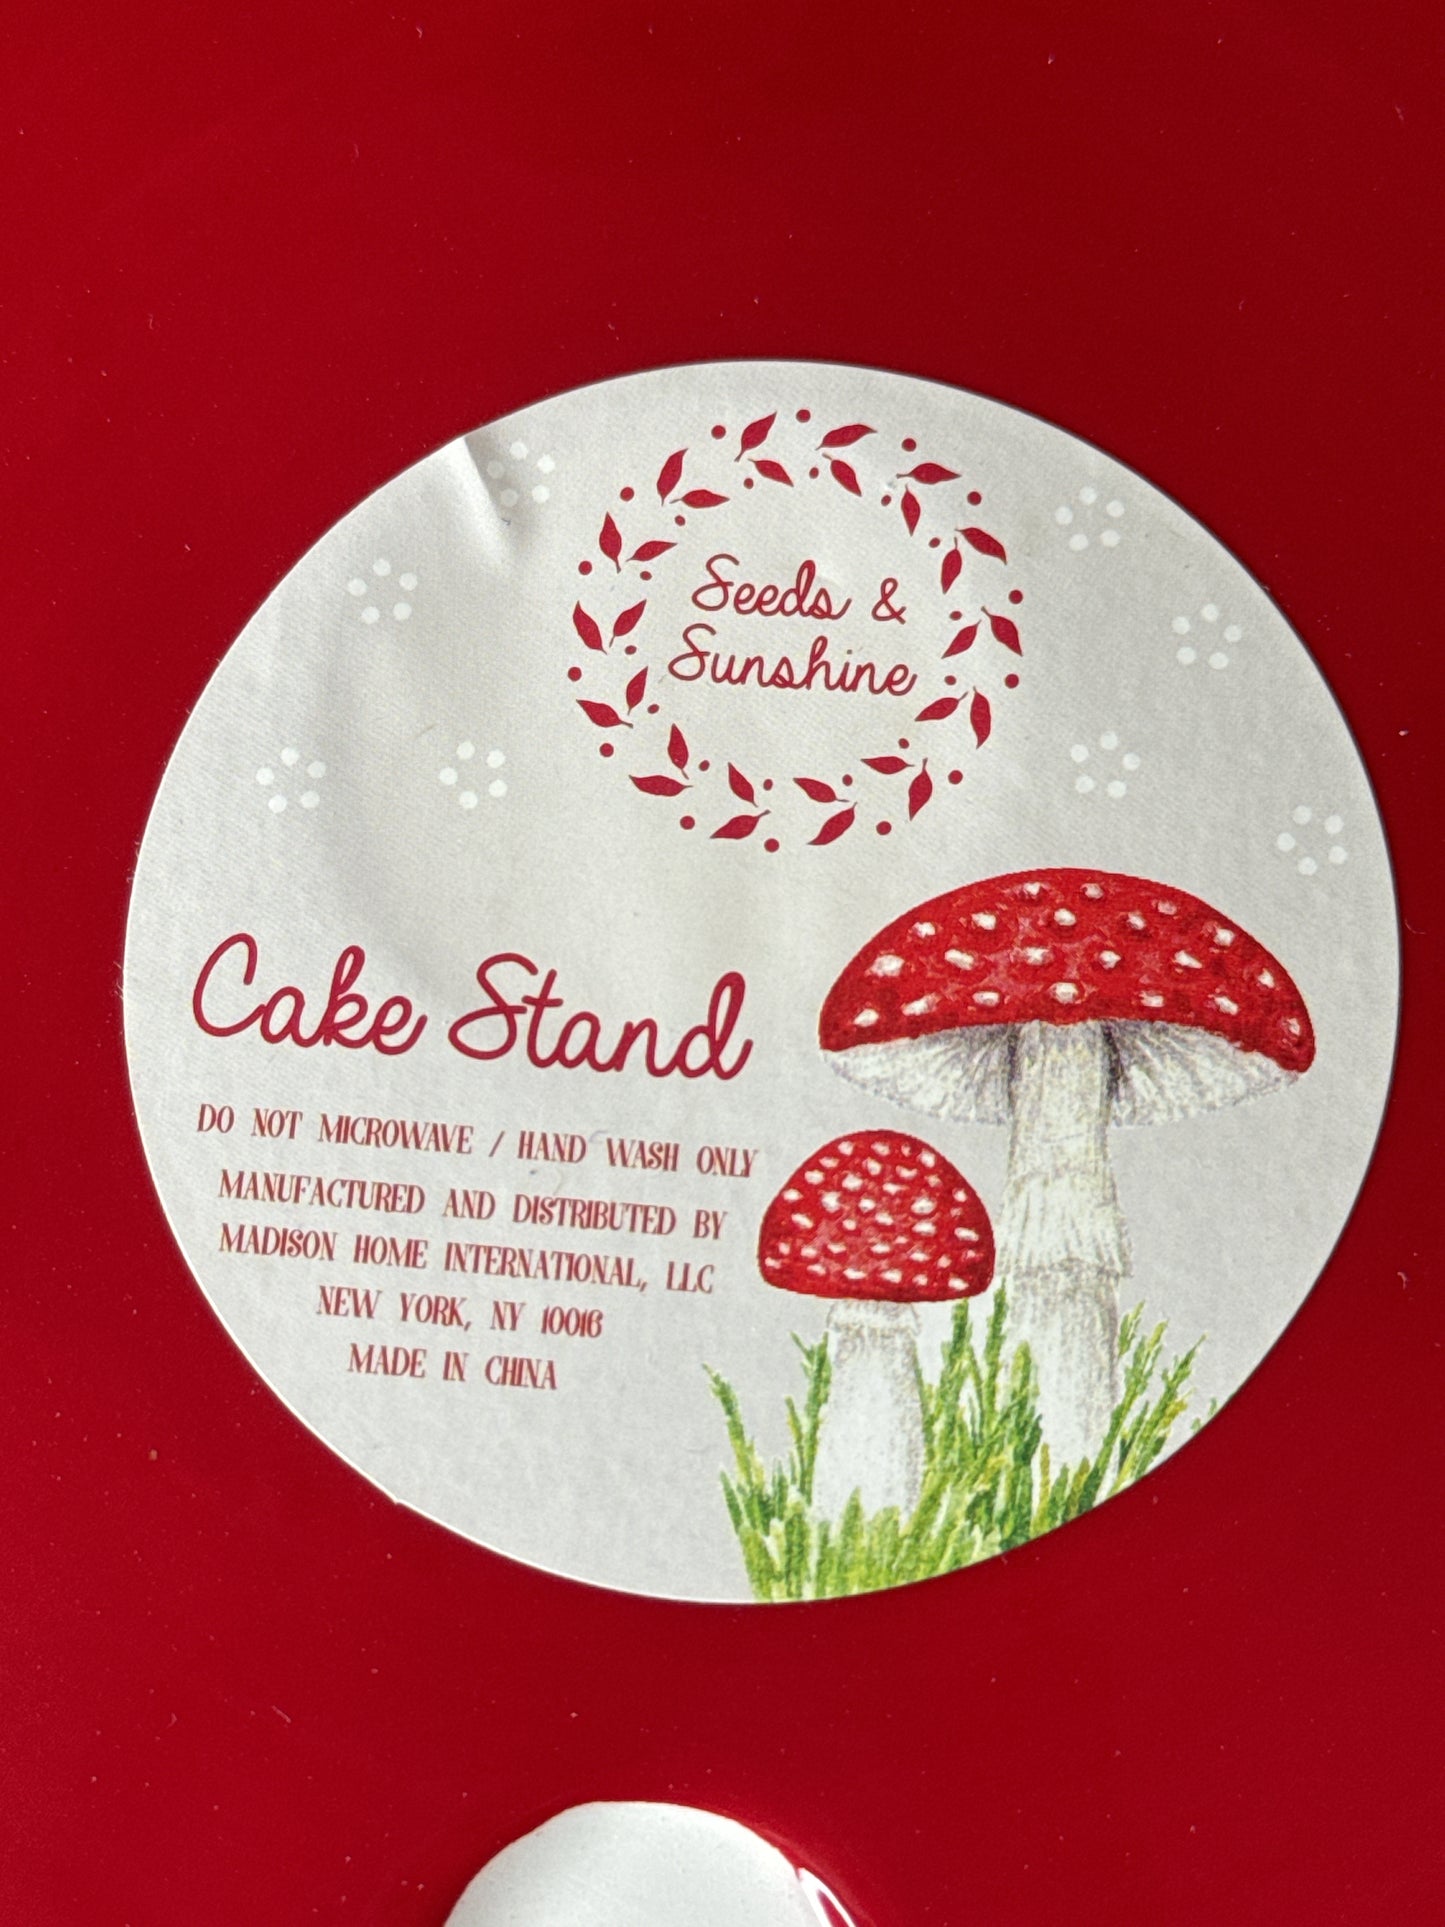 Seeds &
Sunshine
Cake Stand
DO NOT MICROWAVE / HAND WASH ONLY
MANUFACTURED AND DISTRIBUTED BY
MADISON HOME INTERNATIONAL, LLC
NEW YORK, NY 10016
MADE IN CHINA